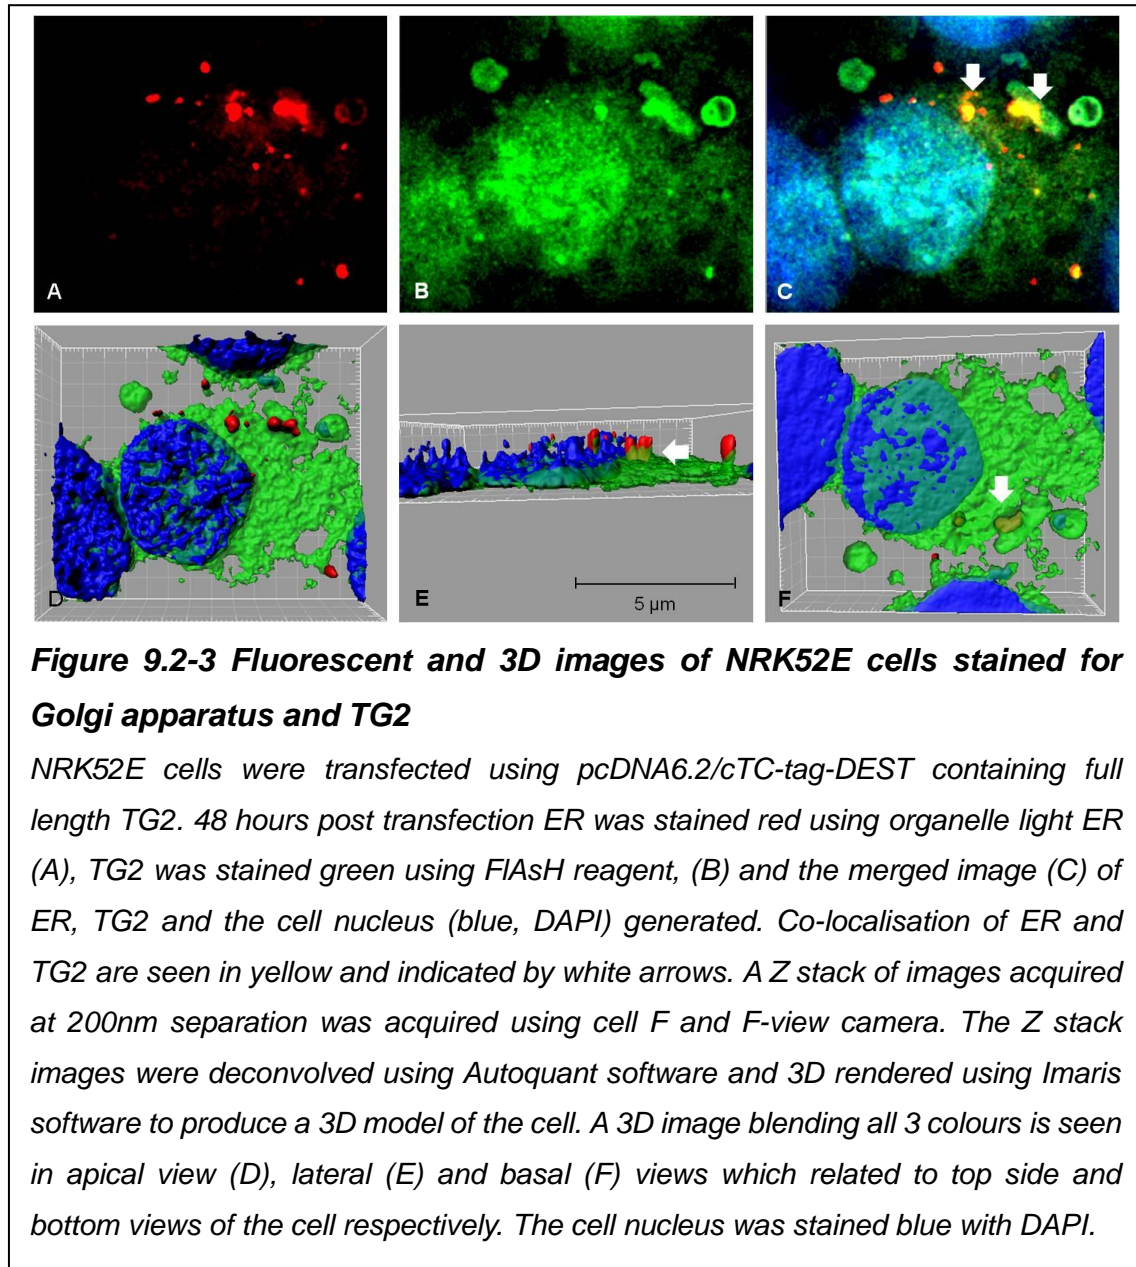 A
B
C
D
E
5 µm
F
Figure 9.2-3 Fluorescent and 3D images of NRK52E cells stained for
Golgi apparatus and TG2
NRK52E cells were transfected using pcDNA6.2/cTC-tag-DEST containing full
length TG2. 48 hours post transfection ER was stained red using organelle light ER
(A), TG2 was stained green using FlAsH reagent, (B) and the merged image (C) of
ER, TG2 and the cell nucleus (blue, DAPI) generated. Co-localisation of ER and
TG2 are seen in yellow and indicated by white arrows. A Z stack of images acquired
at 200nm separation was acquired using cell F and F-view camera. The Z stack
images were deconvolved using Autoquant software and 3D rendered using Imaris
software to produce a 3D model of the cell. A 3D image blending all 3 colours is seen
in apical view (D), lateral (E) and basal (F) views which related to top side and
bottom views of the cell respectively. The cell nucleus was stained blue with DAPI.